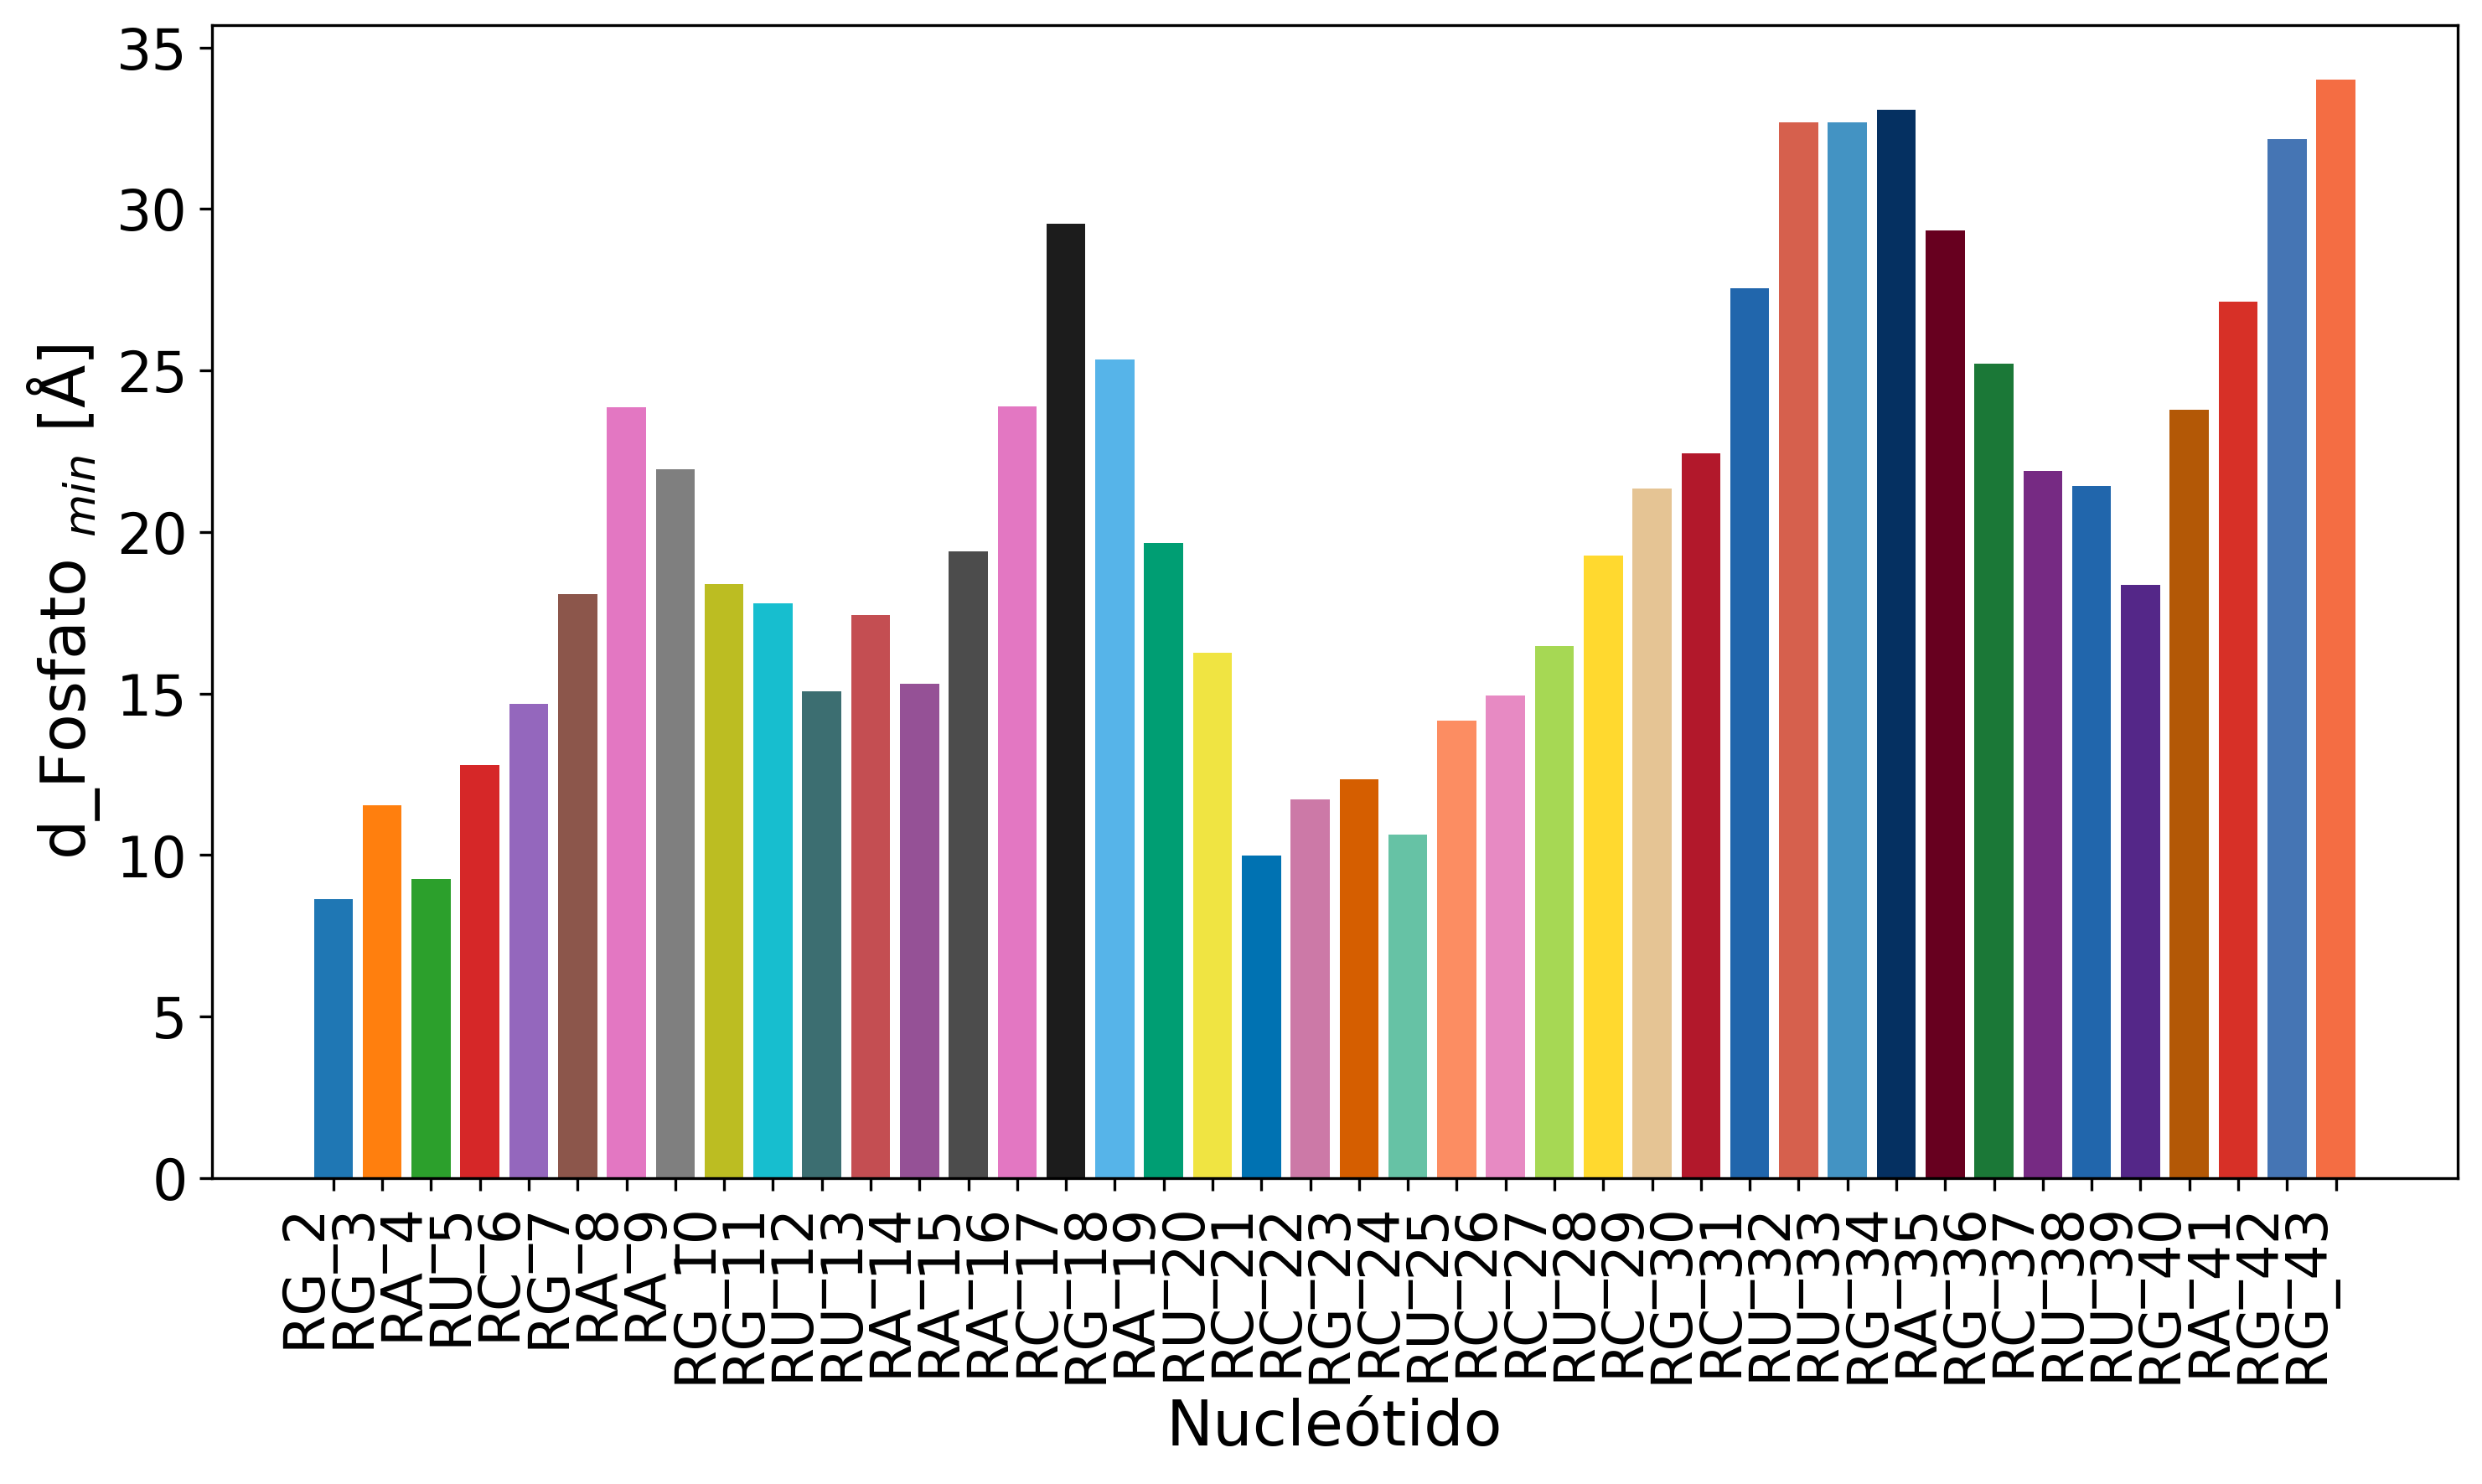 35
30
25
20
15
10
5
0
d_Fosfato min [Å]
RG_2
RG_3
RA_4
RU_5
RC_6
RG_7
RA_8
RA_9
RG_10
RG_11
RU_12
RU_13
RA_14
RA_15
RA_16
RC_17
RG_18
RA_19
RU_20
RC_21
RC_22
RG_23
RC_24
RU_25
RC_26
RC_27
RU_28
RC_29
RG_30
RC_31
RU_32
RU_33
RG_34
RA_35
RG_36
RC_37
RU_38
RU_39
RG_40
RA_41
RG_42
RG_43
Nucleótido